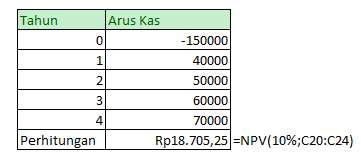 Tahun Arus Kas
0 -150000
1 40000
2 50000
3 60000
4 70000
Perhitungan Rp18.705,25 =NPV(10%;C20:C24)